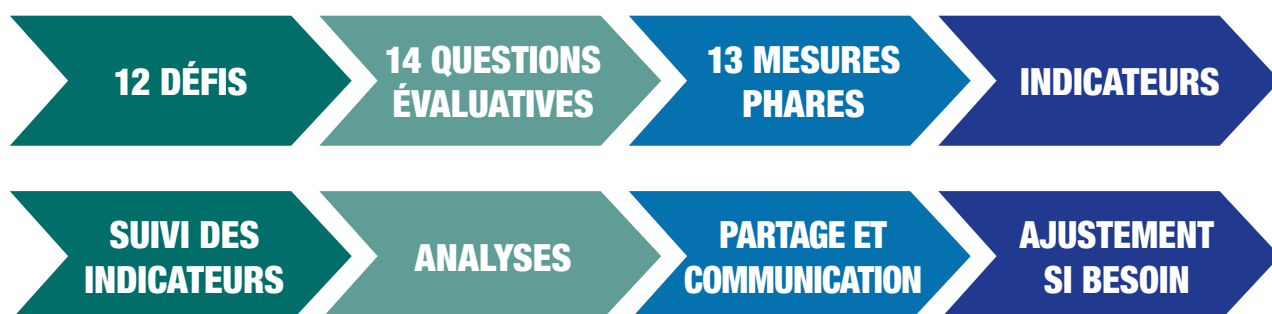 12 DÉFIS
14 QUESTIONS
ÉVALUATIVES
13 MESURES
PHARES
INDICATEURS
SUIVI DES
INDICATEURS
ANALYSES
PARTAGE ET
COMMUNICATION
AJUSTEMENT
SI BESOIN